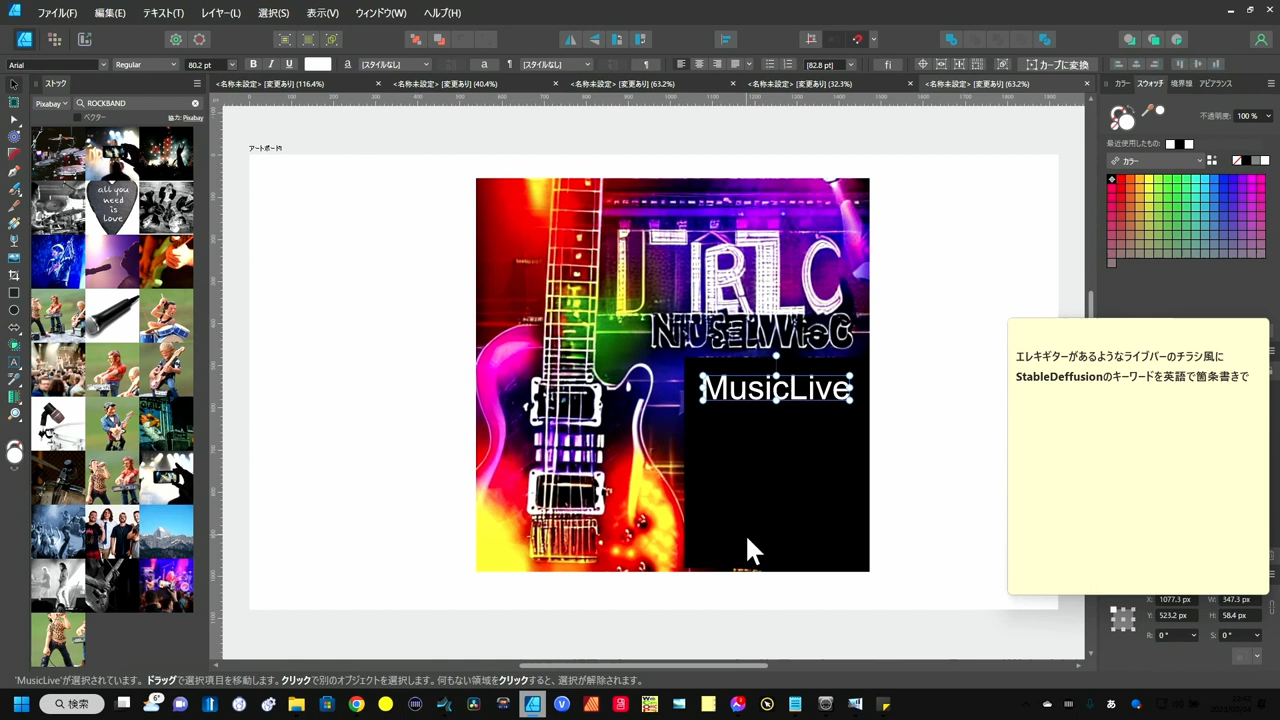 ファイル(F) 編集(E) テキスト(T) レイヤー(L) 選択(S) 表示(V) ウィンドウ(W) ヘルプ(H)
Arial Regular 80.2 pt B I U a (スタイルなし) a ¶ (スタイルなし) ¶ [82.8 pt] fi カーブに変換
ストック
<名称未設定> [変更あり] (116.4%) <名称未設定> [変更あり] (40.4%) <名称未設定> [変更あり] (63.2%) <名称未設定> [変更あり] (32.3%) <名称未設定> [変更あり] (63.2%)
カラー スウォッチ 境界線 アピアランス
Pixabay ROCKBAND
ベクター 協力: Pixabay
不透明度: 100 %
最近使用したもの:
カラー
アートボード1
all you
need
is
love
MusicLive
エレキギターがあるようなライブバーのチラシ風に
StableDeffusionのキーワードを英語で箇条書きで
X: 1077.3 px W: 347.3 px
Y: 523.2 px H: 58.4 px
R: 0 ° S: 0 °
'MusicLive'が選択されています。 ドラッグで選択項目を移動します。クリックで別のオブジェクトを選択します。何もない領域をクリックすると、選択が解除されます。
検索
6°
あ